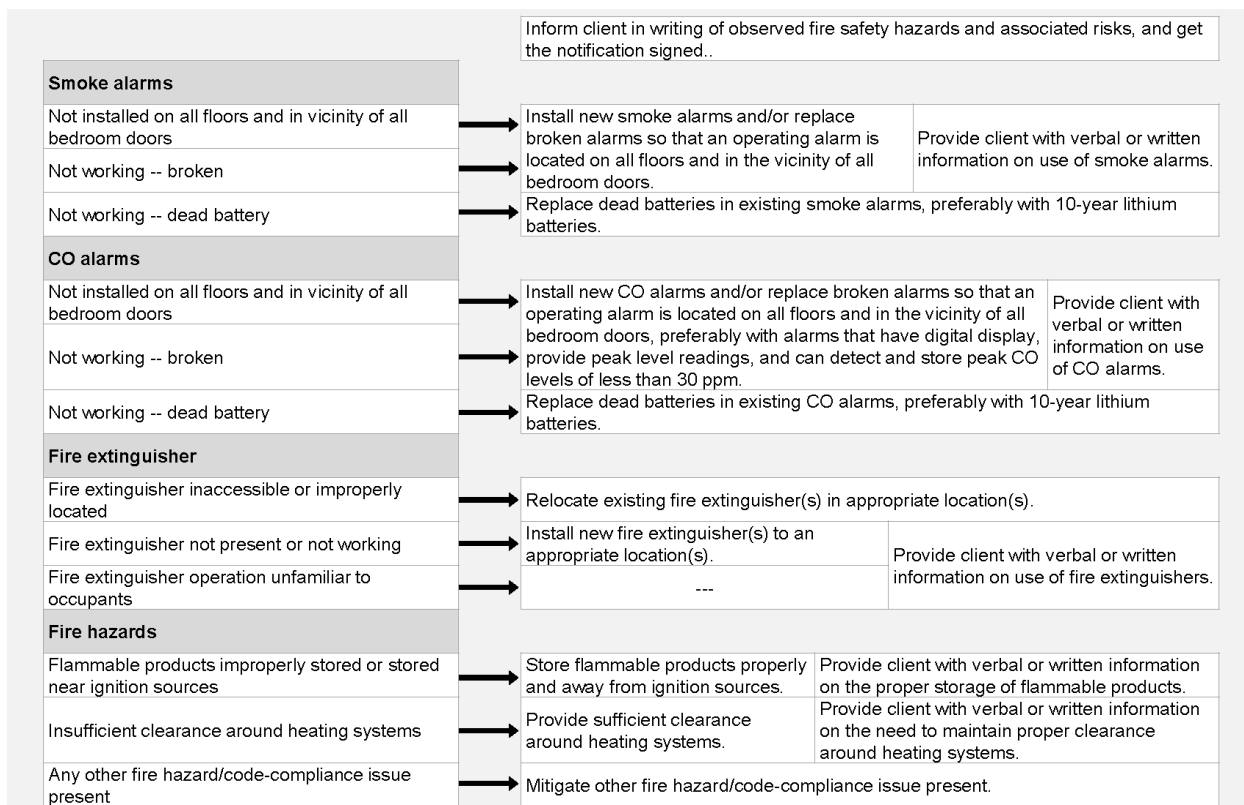 Inform client in writing of observed fire safety hazards and associated risks, and get
the notification signed..
Smoke alarms
Not installed on all floors and in vicinity of all
bedroom doors
Install new smoke alarms and/or replace
broken alarms so that an operating alarm is
located on all floors and in the vicinity of all
bedroom doors.
Provide client with verbal or written
information on use of smoke alarms.
Not working -- broken
Not working -- dead battery
Replace dead batteries in existing smoke alarms, preferably with 10-year lithium
batteries.
CO alarms
Not installed on all floors and in vicinity of all
bedroom doors
Install new CO alarms and/or replace broken alarms so that an
operating alarm is located on all floors and in the vicinity of all
bedroom doors, preferably with alarms that have digital display,
provide peak level readings, and can detect and store peak CO
levels of less than 30 ppm.
Provide client with
verbal or written
information on use
of CO alarms.
Not working -- broken
Not working -- dead battery
Replace dead batteries in existing CO alarms, preferably with 10-year lithium
batteries.
Fire extinguisher
Fire extinguisher inaccessible or improperly
located
Relocate existing fire extinguisher(s) in appropriate location(s).
Fire extinguisher not present or not working
Install new fire extinguisher(s) to an
appropriate location(s).
Provide client with verbal or written
information on use of fire extinguishers.
Fire extinguisher operation unfamiliar to
occupants
---
Fire hazards
Flammable products improperly stored or stored
near ignition sources
Store flammable products properly
and away from ignition sources.
Provide client with verbal or written information
on the proper storage of flammable products.
Insufficient clearance around heating systems
Provide sufficient clearance
around heating systems.
Provide client with verbal or written information
on the need to maintain proper clearance
around heating systems.
Any other fire hazard/code-compliance issue
present
Mitigate other fire hazard/code-compliance issue present.